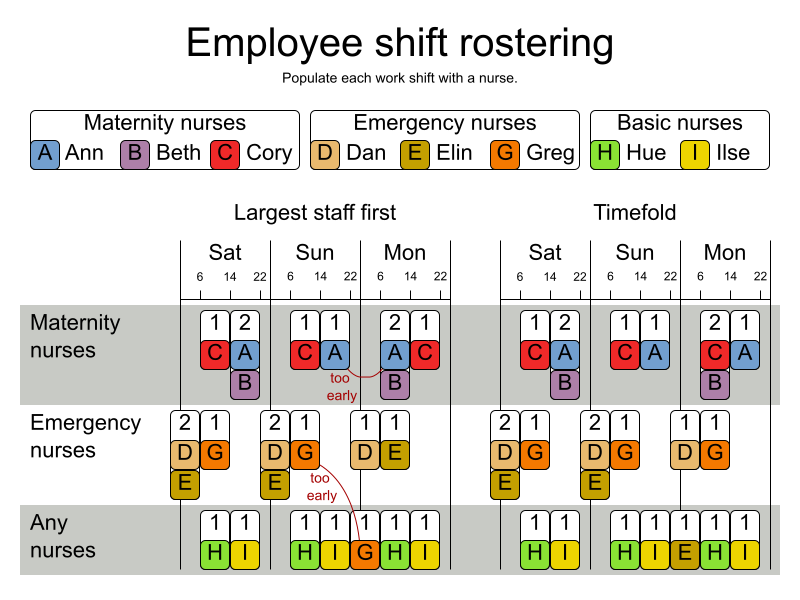 Employee shift rostering
Populate each work shift with a nurse.
Maternity nurses Emergency nurses Basic nurses
A Ann B Beth C Cory D Dan E Elin G Greg H Hue I Ilse
Largest staff first Timefold
Sat Sun Mon Sat Sun Mon
6 14 22 6 14 22 6 14 22 6 14 22 6 14 22 6 14 22
Maternity 1 2 1 1 2 1 1 2 1 1 2 1
nurses C A C A A C C A C A C A
B too early B B B
Emergency 2 1 2 1 1 1 2 1 2 1 1 1
nurses D G D G D E D G D G D G
E E too early E E
Any 1 1 1 1 1 1 1 1 1 1 1 1 1 1
nurses H I H I G H I H I H I E H I